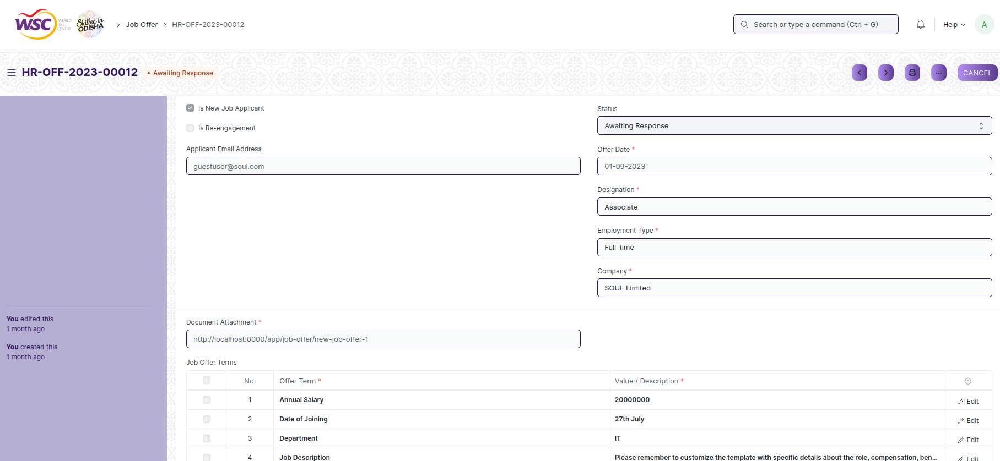 WSC WORLD SKILL CENTER
Skilled in ODISHA
Job Offer
HR-OFF-2023-00012
Search or type a command (Ctrl + G)
Help
A
HR-OFF-2023-00012
Awaiting Response
CANCEL
Is New Job Applicant
Is Re-engagement
Applicant Email Address
guestuser@soul.com
Status
Awaiting Response
Offer Date *
01-09-2023
Designation *
Associate
Employment Type *
Full-time
Company *
SOUL Limited
You edited this
1 month ago
You created this
1 month ago
Document Attachment *
http://localhost:8000/app/job-offer/new-job-offer-1
Job Offer Terms
No. Offer Term * Value / Description *
1 Annual Salary 20000000 Edit
2 Date of Joining 27th July Edit
3 Department IT Edit
4 Job Description Please remember to customize the template with specific details about the role, compensation, ben... Edit